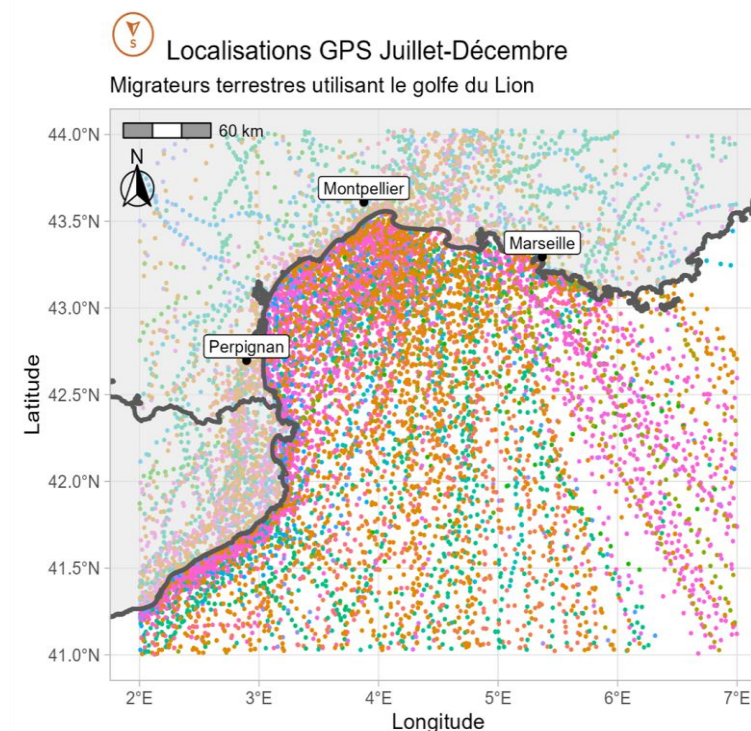 S
Localisations GPS Juillet-Décembre
Migrateurs terrestres utilisant le golfe du Lion
44.0°N
60 km
N
Montpellier
43.5°N
Marseille
43.0°N
Perpignan
42.5°N
Latitude
42.0°N
41.5°N
41.0°N
2°E 3°E 4°E 5°E 6°E 7°E
Longitude